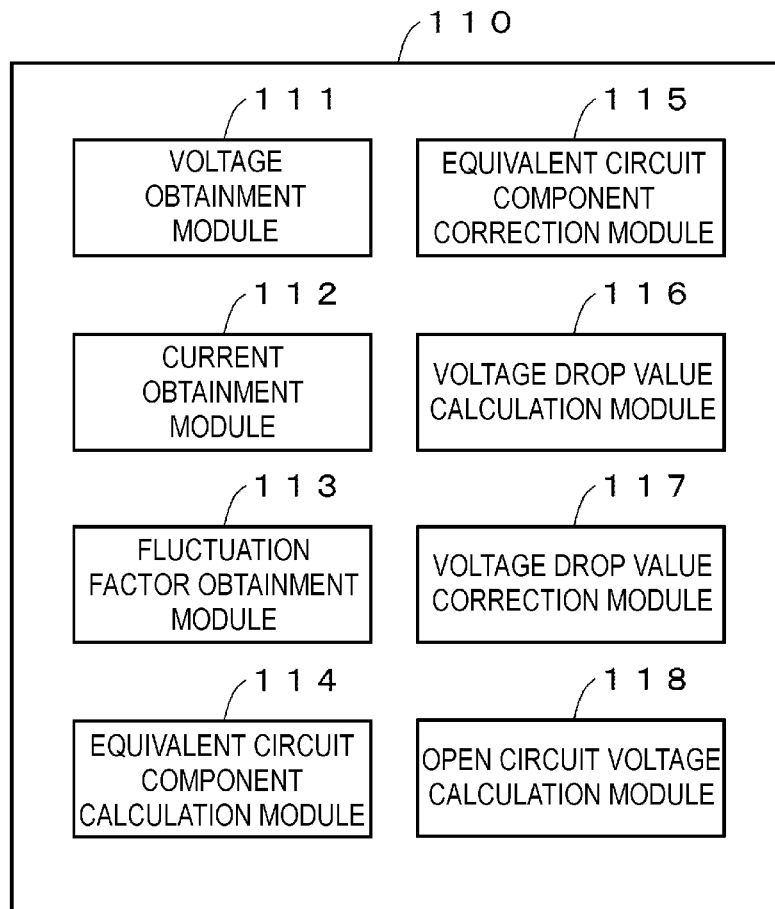 110
111
VOLTAGE
OBTAINMENT
MODULE
112
CURRENT
OBTAINMENT
MODULE
113
FLUCTUATION
FACTOR OBTAINMENT
MODULE
114
EQUIVALENT CIRCUIT
COMPONENT
CALCULATION MODULE
115
EQUIVALENT CIRCUIT
COMPONENT
CORRECTION MODULE
116
VOLTAGE DROP VALUE
CALCULATION MODULE
117
VOLTAGE DROP VALUE
CORRECTION MODULE
118
OPEN CIRCUIT VOLTAGE
CALCULATION MODULE